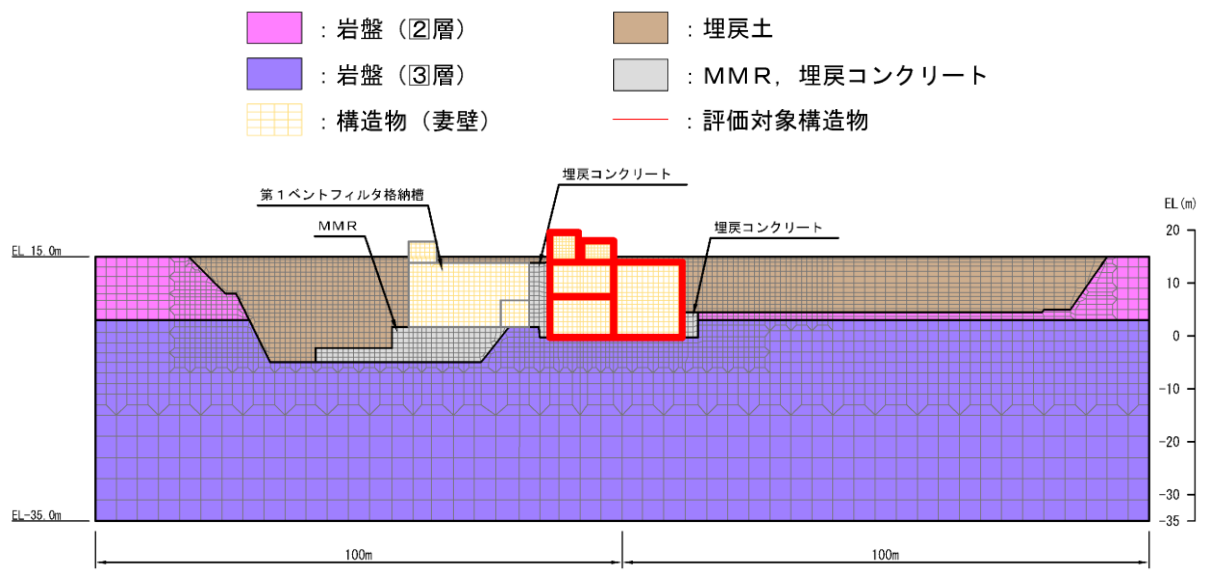 ：岩盤（２層）
：埋戻土
：岩盤（３層）
：ＭＭＲ，埋戻コンクリート
：構造物（妻壁）
：評価対象構造物
埋戻コンクリート
第１ベントフィルタ格納槽
ＭＭＲ
埋戻コンクリート
EL(m)
EL 15.0m
20
10
0
-10
-20
-30
-35
EL-35.0m
100m
100m